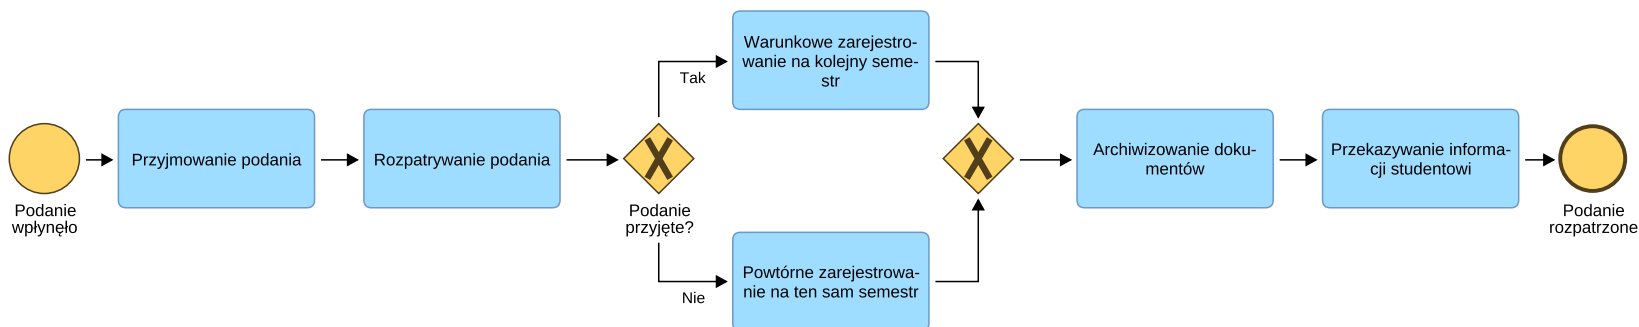 Podanie
wpłynęło
Przyjmowanie podania
Rozpatrywanie podania
Podanie
przyjęte?
Tak
Warunkowe zarejestro-
wanie na kolejny seme-
str
Nie
Powtórne zarejestrowa-
nie na ten sam semestr
Archiwizowanie doku-
mentów
Przekazywanie informa-
cji studentowi
Podanie
rozpatrzone